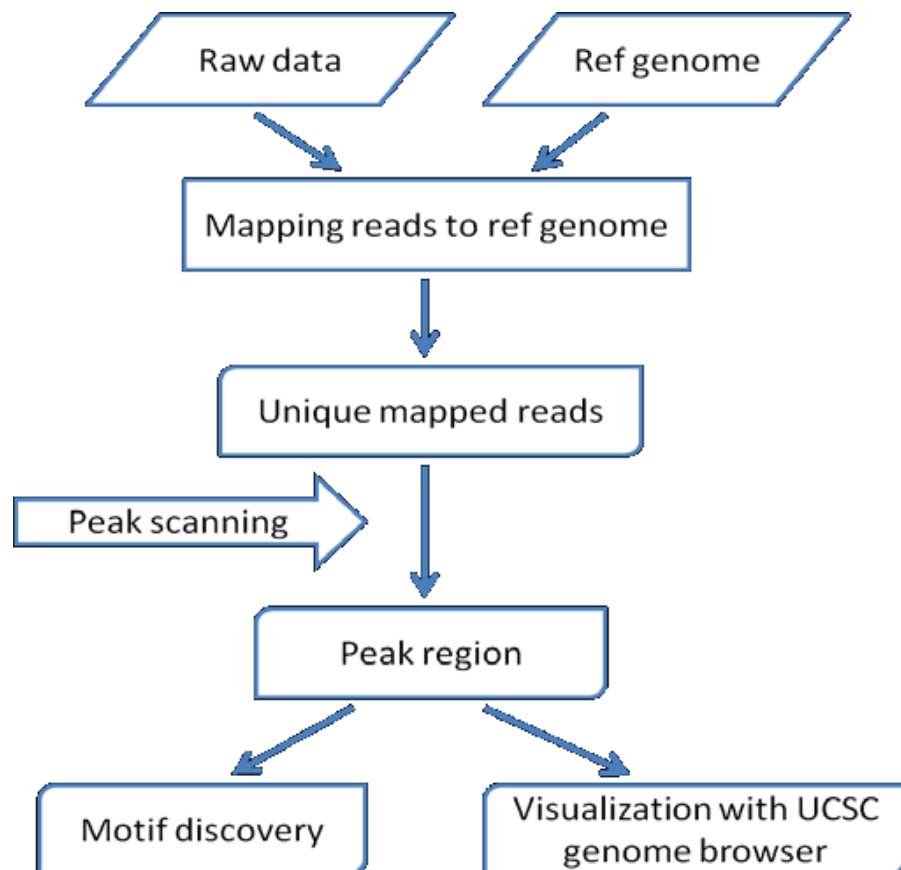 Raw data
Ref genome
Mapping reads to ref genome
Unique mapped reads
Peak scanning
Peak region
Motif discovery
Visualization with UCSC
genome browser